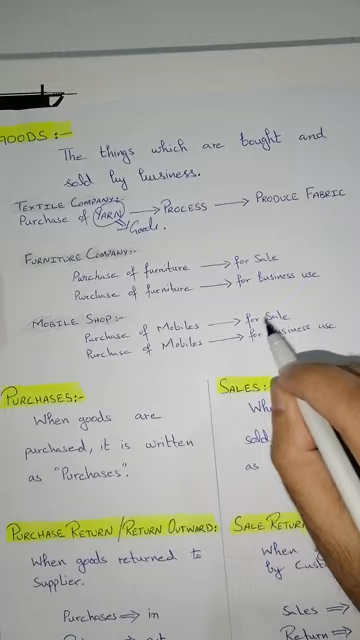 GOODS:-
The things which are bought and
sold by business.
TEXTILE COMPANY:-
Purchase of YARN → PROCESS → PRODUCE FABRIC
Goods.
FURNITURE COMPANY:-
Purchase of furniture → for Sale
Purchase of furniture → for business use
MOBILE SHOP:-
Purchase of Mobiles → for Sale
Purchase of Mobiles → for business use
PURCHASES:-
When goods are
purchased, it is written
as "Purchases".
SALES:
sold
as
PURCHASE RETURN/RETURN OUTWARD:
When goods returned to
Supplier.
Purchases ⇒ in
SALE RETURN
When
by
Sales ⇒
Return ⇒